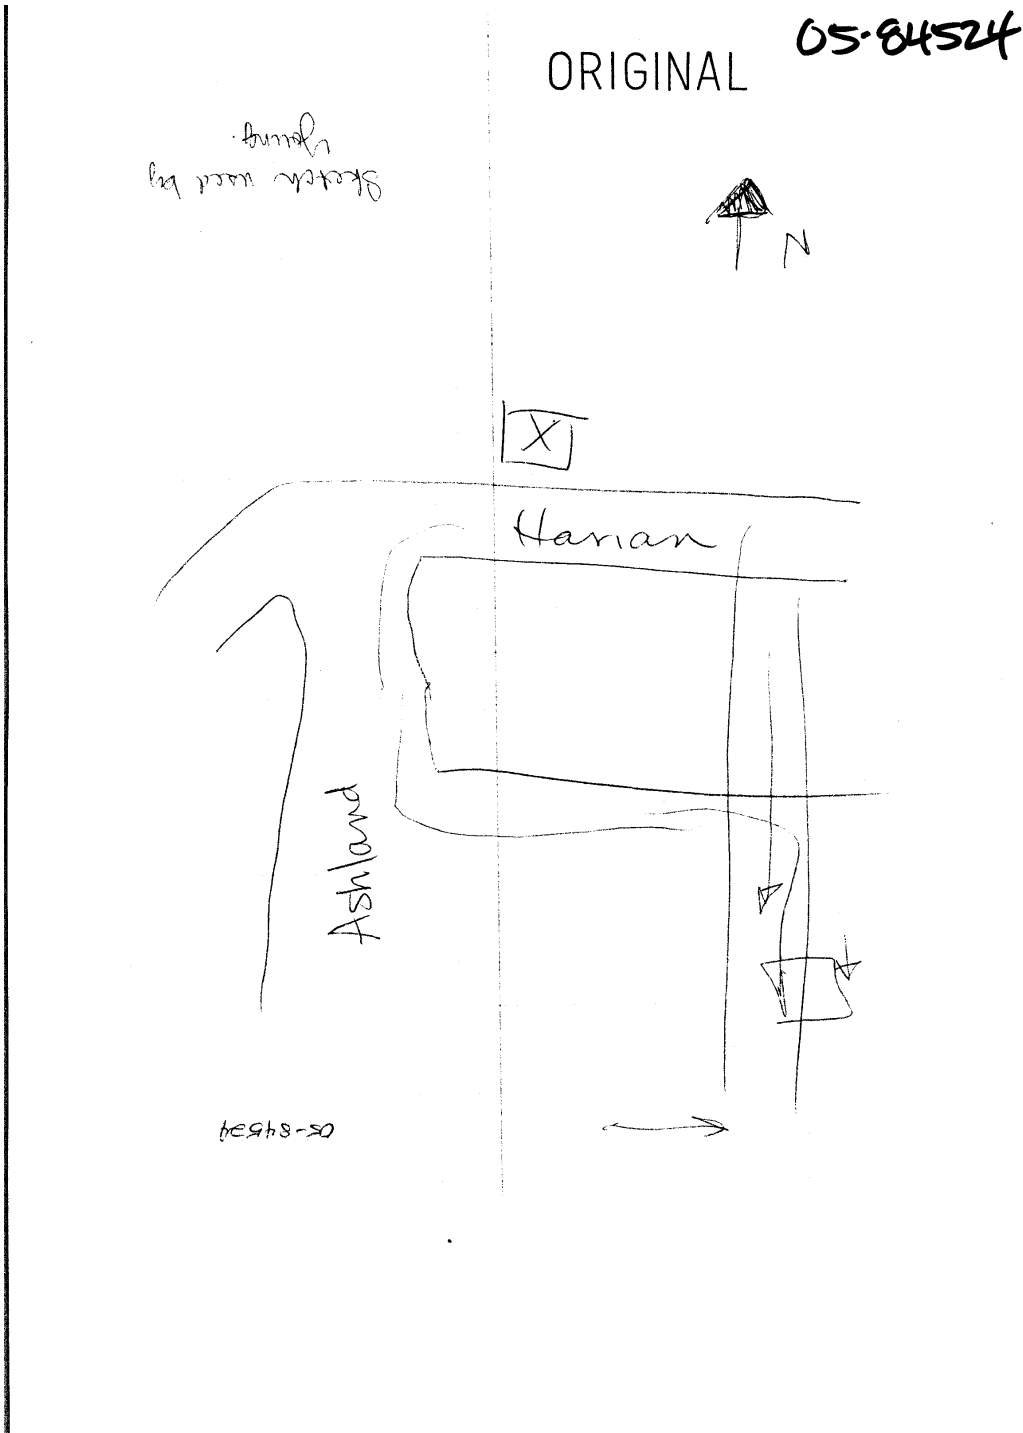 05-84524
ORIGINAL
Sketch used by
Young.
N
X
Harian
Ashland
05-84534